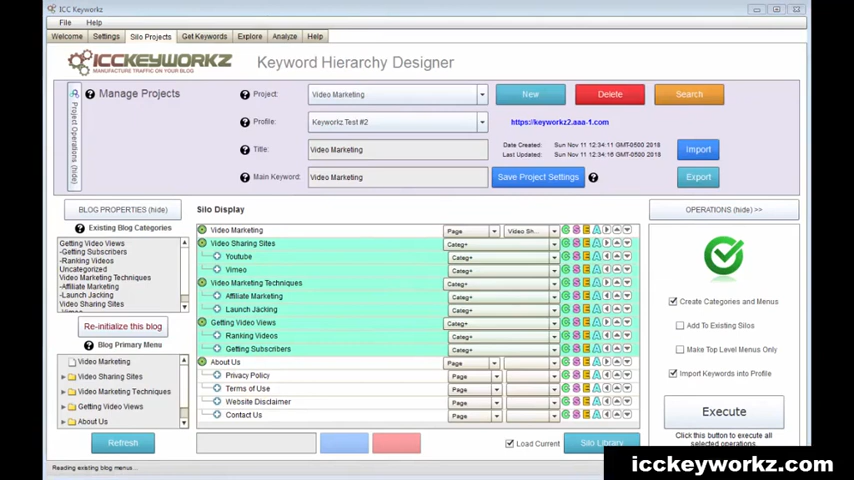 ICC Keyworkz
File Help
Welcome Settings Silo Projects Get Keywords Explore Analyze Help
ICCKEYWORKZ
MANUFACTURE TRAFFIC ON YOUR BLOG
Keyword Hierarchy Designer
Project Operations (hide)
Manage Projects
Project: Video Marketing New Delete Search
Profile: Keyworkz Test #2 https://keyworkz2.aaa-1.com
Title: Video Marketing
Date Created: Sun Nov 11 12:34:11 GMT-0500 2018
Last Updated: Sun Nov 11 12:34:16 GMT-0500 2018
Import
Main Keyword: Video Marketing Save Project Settings Export
BLOG PROPERTIES (hide)
Existing Blog Categories
Getting Video Views
-Getting Subscribers
-Ranking Videos
Uncategorized
Video Marketing Techniques
-Affiliate Marketing
-Launch Jacking
Video Sharing Sites
-Vimeo
Re-initialize this blog
Blog Primary Menu
Video Marketing
Video Sharing Sites
Video Marketing Techniques
Getting Video Views
About Us
Refresh
Silo Display
Video Marketing Page Video Sh... C S E A
Video Sharing Sites Categ+ C S E A
Youtube Categ+ C S E A
Vimeo Categ+ C S E A
Video Marketing Techniques Categ+ C S E A
Affiliate Marketing Categ+ C S E A
Launch Jacking Categ+ C S E A
Getting Video Views Categ+ C S E A
Ranking Videos Categ+ C S E A
Getting Subscribers Categ+ C S E A
About Us Page C S E A
Privacy Policy Page C S E A
Terms of Use Page C S E A
Website Disclaimer Page C S E A
Contact Us Page C S E A
Load Current Silo Library
OPERATIONS (hide) >>
Create Categories and Menus
Add To Existing Silos
Make Top Level Menus Only
Import Keywords into Profile
Execute
Click this button to execute all
selected operations.
Reading existing blog menus...
icckeyworkz.com